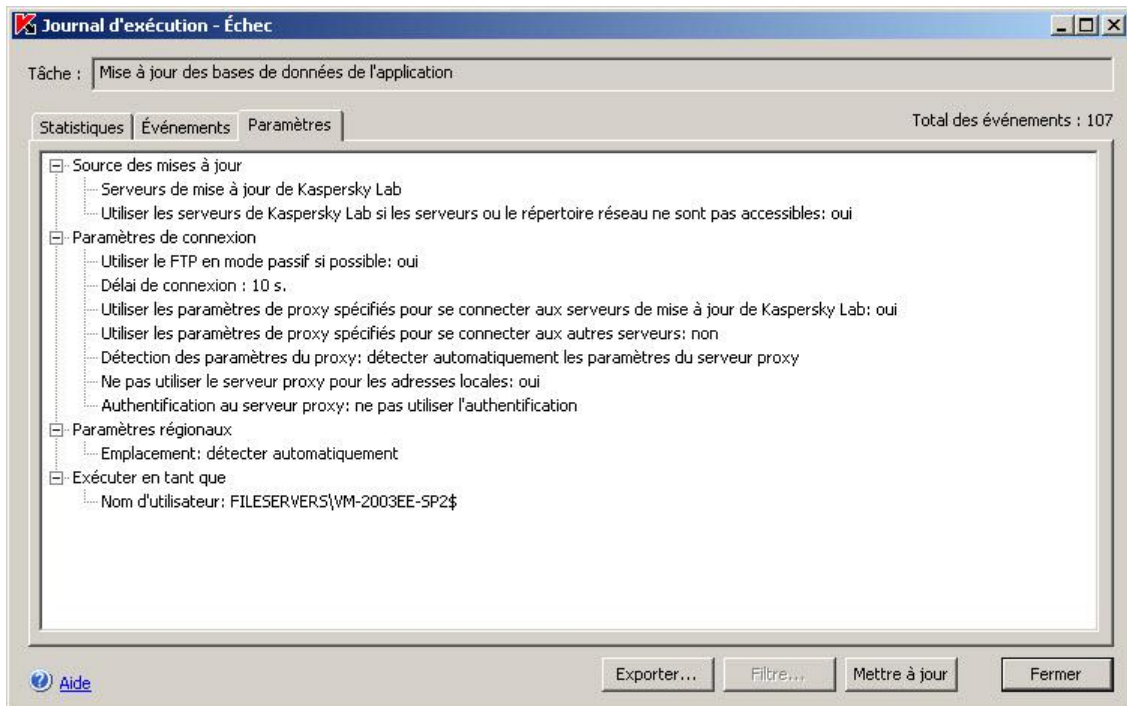 Journal d'exécution - Échec
Tâche : Mise à jour des bases de données de l'application
Statistiques Événements Paramètres Total des événements : 107
Source des mises à jour
Serveurs de mise à jour de Kaspersky Lab
Utiliser les serveurs de Kaspersky Lab si les serveurs ou le répertoire réseau ne sont pas accessibles: oui
Paramètres de connexion
Utiliser le FTP en mode passif si possible: oui
Délai de connexion : 10 s.
Utiliser les paramètres de proxy spécifiés pour se connecter aux serveurs de mise à jour de Kaspersky Lab: oui
Utiliser les paramètres de proxy spécifiés pour se connecter aux autres serveurs: non
Détection des paramètres du proxy: détecter automatiquement les paramètres du serveur proxy
Ne pas utiliser le serveur proxy pour les adresses locales: oui
Authentification au serveur proxy: ne pas utiliser l'authentification
Paramètres régionaux
Emplacement: détecter automatiquement
Exécuter en tant que
Nom d'utilisateur: FILESERVERS\VM-2003EE-SP2$
Aide Exporter... Filtre... Mettre à jour Fermer